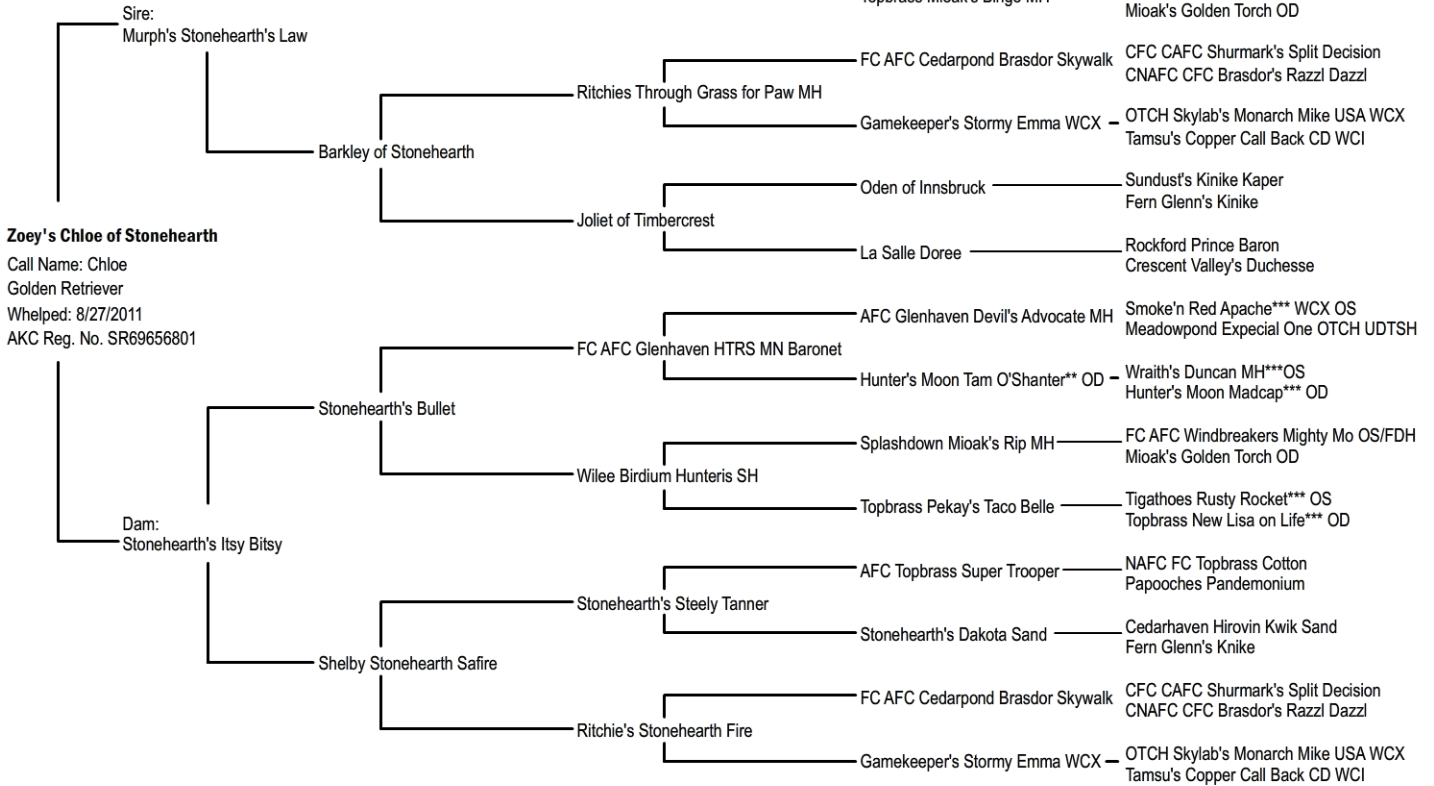 Sire:
Murph's Stonehearth's Law
Zoey's Chloe of Stonehearth
Call Name: Chloe
Golden Retriever
Whelped: 8/27/2011
AKC Reg. No. SR69656801
Dam:
Stonehearth's Itsy Bitsy
Barkley of Stonehearth
Stonehearth's Bullet
Shelby Stonehearth Safire
Ritchies Through Grass for Paw MH
Joliet of Timbercrest
FC AFC Glenhaven HTRS MN Baronet
Wilee Birdium Hunteris SH
Stonehearth's Steely Tanner
Ritchie's Stonehearth Fire
Topbrass Mioak's Bingo MH
FC AFC Cedarpond Brasdor Skywalk
Gamekeeper's Stormy Emma WCX
Oden of Innsbruck
La Salle Doree
AFC Glenhaven Devil's Advocate MH
Hunter's Moon Tam O'Shanter** OD
Splashdown Mioak's Rip MH
Topbrass Pekay's Taco Belle
AFC Topbrass Super Trooper
Stonehearth's Dakota Sand
FC AFC Cedarpond Brasdor Skywalk
Gamekeeper's Stormy Emma WCX
Mioak's Golden Torch OD
CFC CAFC Shurmark's Split Decision
CNAFC CFC Brasdor's Razzl Dazzl
OTCH Skylab's Monarch Mike USA WCX
Tamsu's Copper Call Back CD WCI
Sundust's Kinike Kaper
Fern Glenn's Kinike
Rockford Prince Baron
Crescent Valley's Duchesse
Smoke'n Red Apache*** WCX OS
Meadowpond Expecial One OTCH UDTSH
Wraith's Duncan MH***OS
Hunter's Moon Madcap*** OD
FC AFC Windbreakers Mighty Mo OS/FDH
Mioak's Golden Torch OD
Tigathoes Rusty Rocket*** OS
Topbrass New Lisa on Life*** OD
NAFC FC Topbrass Cotton
Papooches Pandemonium
Cedarhaven Hirovin Kwik Sand
Fern Glenn's Knike
CFC CAFC Shurmark's Split Decision
CNAFC CFC Brasdor's Razzl Dazzl
OTCH Skylab's Monarch Mike USA WCX
Tamsu's Copper Call Back CD WCI